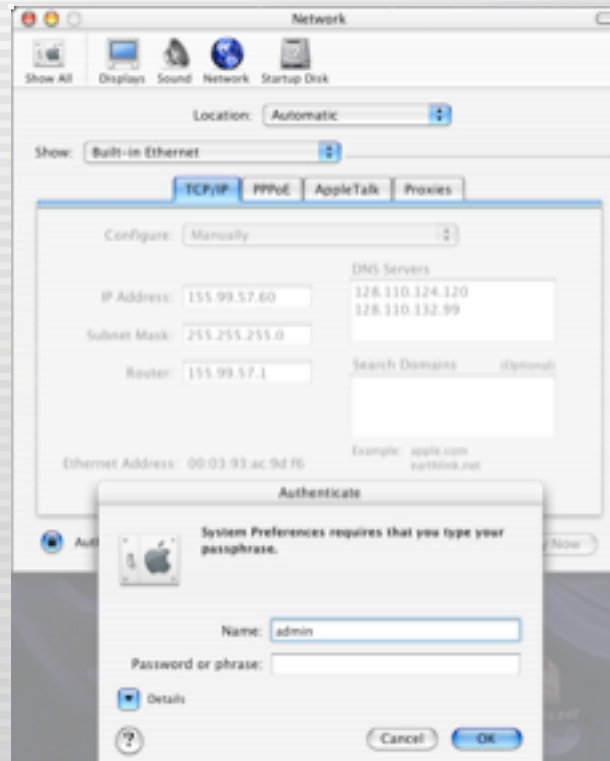 Network
Show All
Displays
Sound
Network
Startup Disk
Location: Automatic
Show: Built-in Ethernet
TCP/IP
PPPoE
AppleTalk
Proxies
Configure: Manually
DNS Servers
IP Address: 155.99.57.60
128.110.124.120
128.110.132.99
Subnet Mask: 255.255.255.0
Router: 155.99.57.1
Search Domains (Optional)
Example: apple.com
earthlink.net
Ethernet Address: 00:03:93:ac:9d:f6
Authenticate
System Preferences requires that you type your
passphrase.
Now
Name: admin
Password or phrase:
Details
?
Cancel
OK